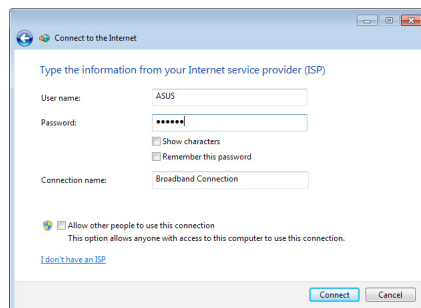 Connect to the Internet
Type the information from your Internet service provider (ISP)
User name: ASUS
Password: ••••••
Show characters
Remember this password
Connection name: Broadband Connection
Allow other people to use this connection
This option allows anyone with access to this computer to use this connection.
I don't have an ISP
Connect Cancel